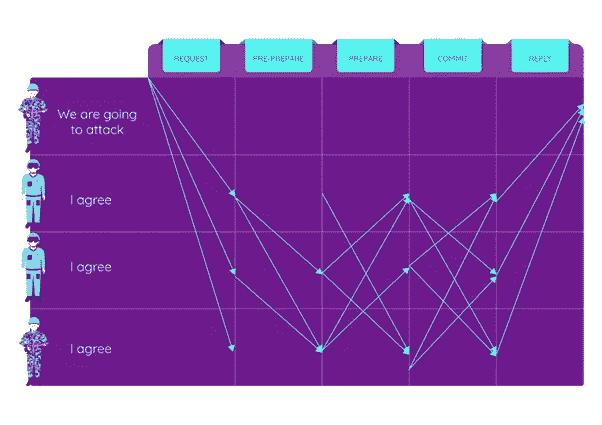 REQUEST
PRE-PREPARE
PREPARE
COMMIT
REPLY
We are going
to attack
I agree
I agree
I agree